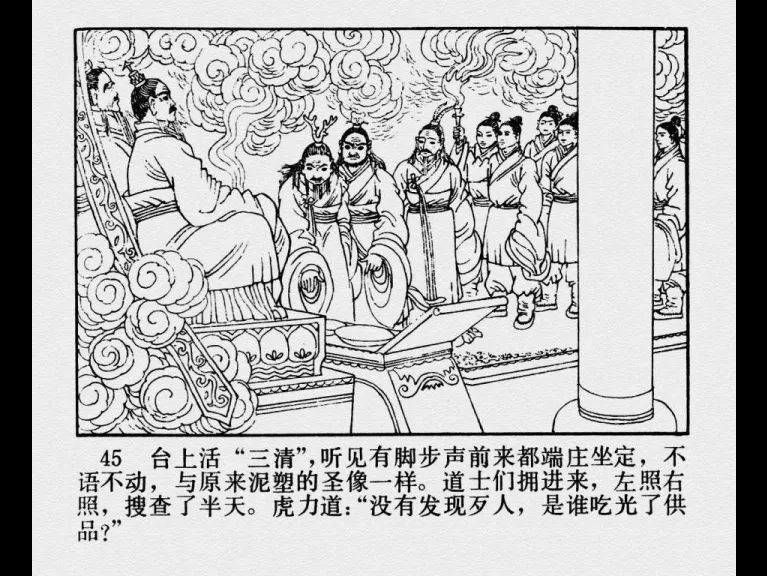 45 台上活“三清”，听见有脚步声前来都端庄坐定，不
语不动，与原来泥塑的圣像一样。道士们拥进来，左照右
照，搜查了半天。虎力道：“没有发现歹人，是谁吃光了供
品？”